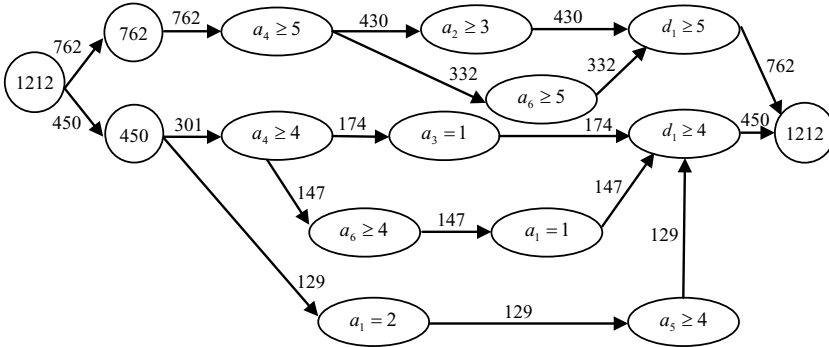 762
430
430
762
a₄ ≥ 5
a₂ ≥ 3
d₁ ≥ 5
762
332
332
762
1212
a₆ ≥ 5
450
301
174
174
450
450
a₄ ≥ 4
a₃ = 1
d₁ ≥ 4
1212
147
147
147
a₆ ≥ 4
a₁ = 1
129
129
129
a₁ = 2
a₅ ≥ 4